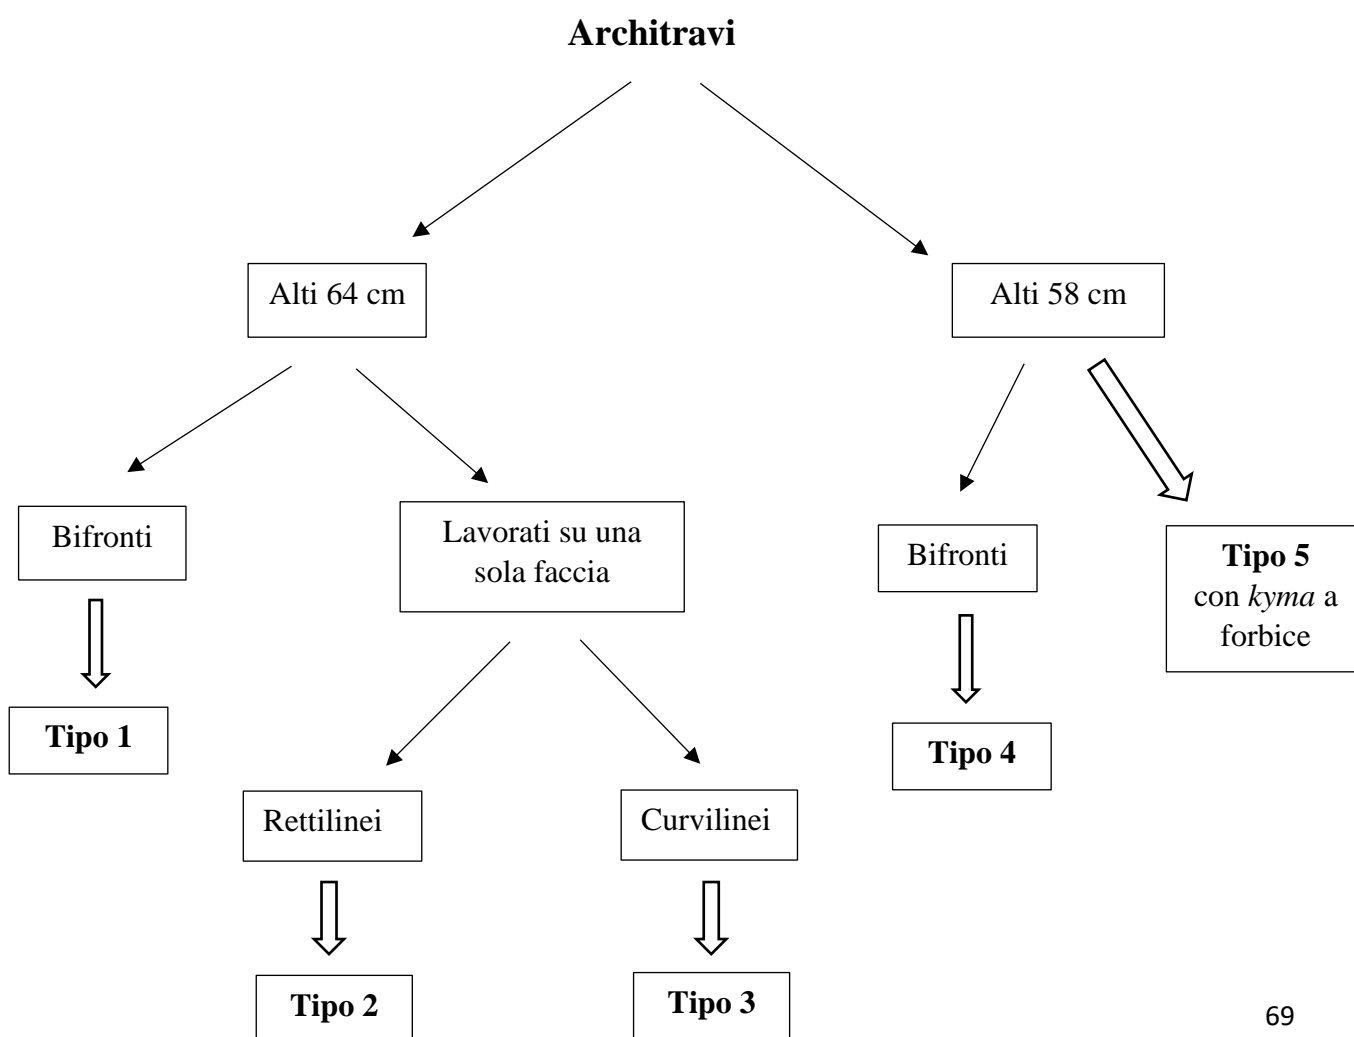 Architravi
Alti 64 cm
Alti 58 cm
Bifronti
Lavorati su una
sola faccia
Bifronti
Tipo 5
con kyma a
forbice
Tipo 1
Tipo 4
Rettilinei
Curvilinei
Tipo 2
Tipo 3
69